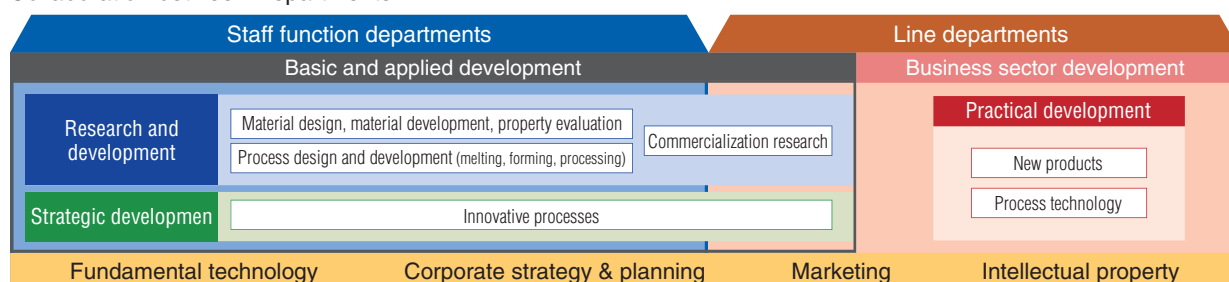 Staff function departments
Line departments
Basic and applied development
Business sector development
Research and
development
Material design, material development, property evaluation
Process design and development (melting, forming, processing)
Commercialization research
Practical development
New products
Process technology
Strategic developmen
Innovative processes
Fundamental technology
Corporate strategy & planning
Marketing
Intellectual property